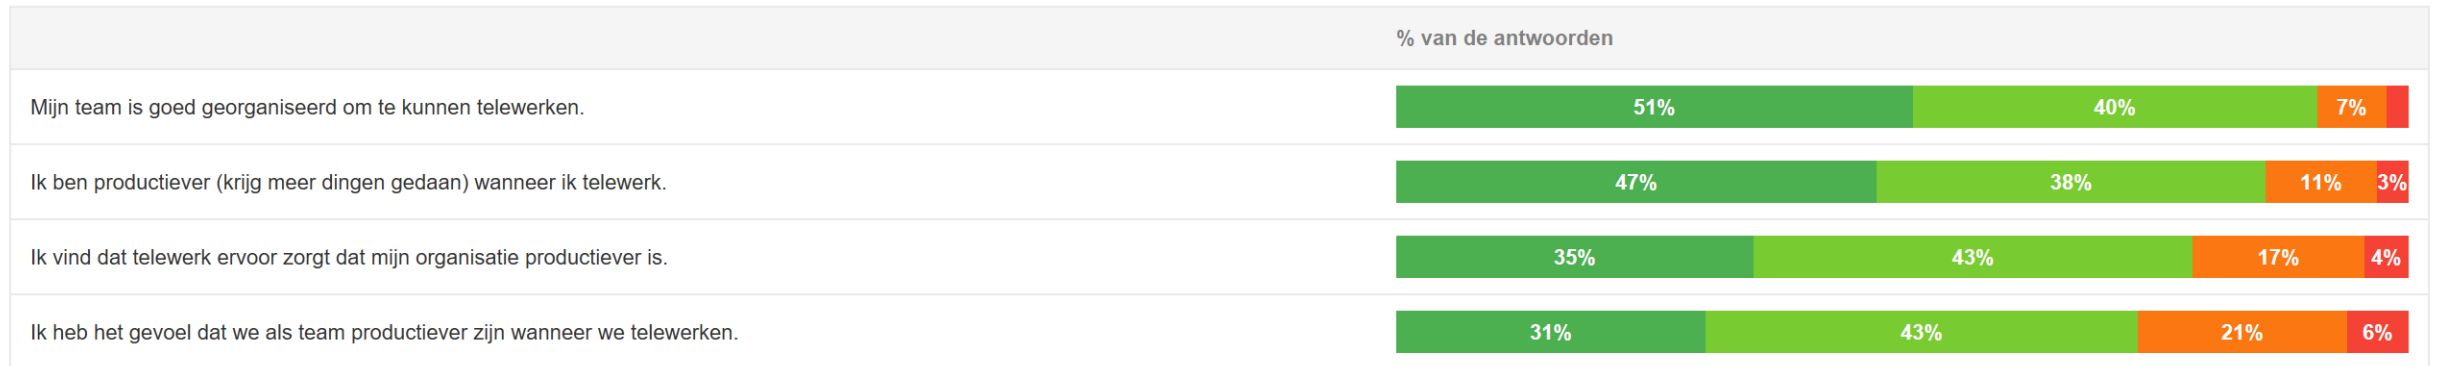 % van de antwoorden
Mijn team is goed georganiseerd om te kunnen telewerken. 51% 40% 7%
Ik ben productiever (krijg meer dingen gedaan) wanneer ik telewerk. 47% 38% 11% 3%
Ik vind dat telewerk ervoor zorgt dat mijn organisatie productiever is. 35% 43% 17% 4%
Ik heb het gevoel dat we als team productiever zijn wanneer we telewerken. 31% 43% 21% 6%